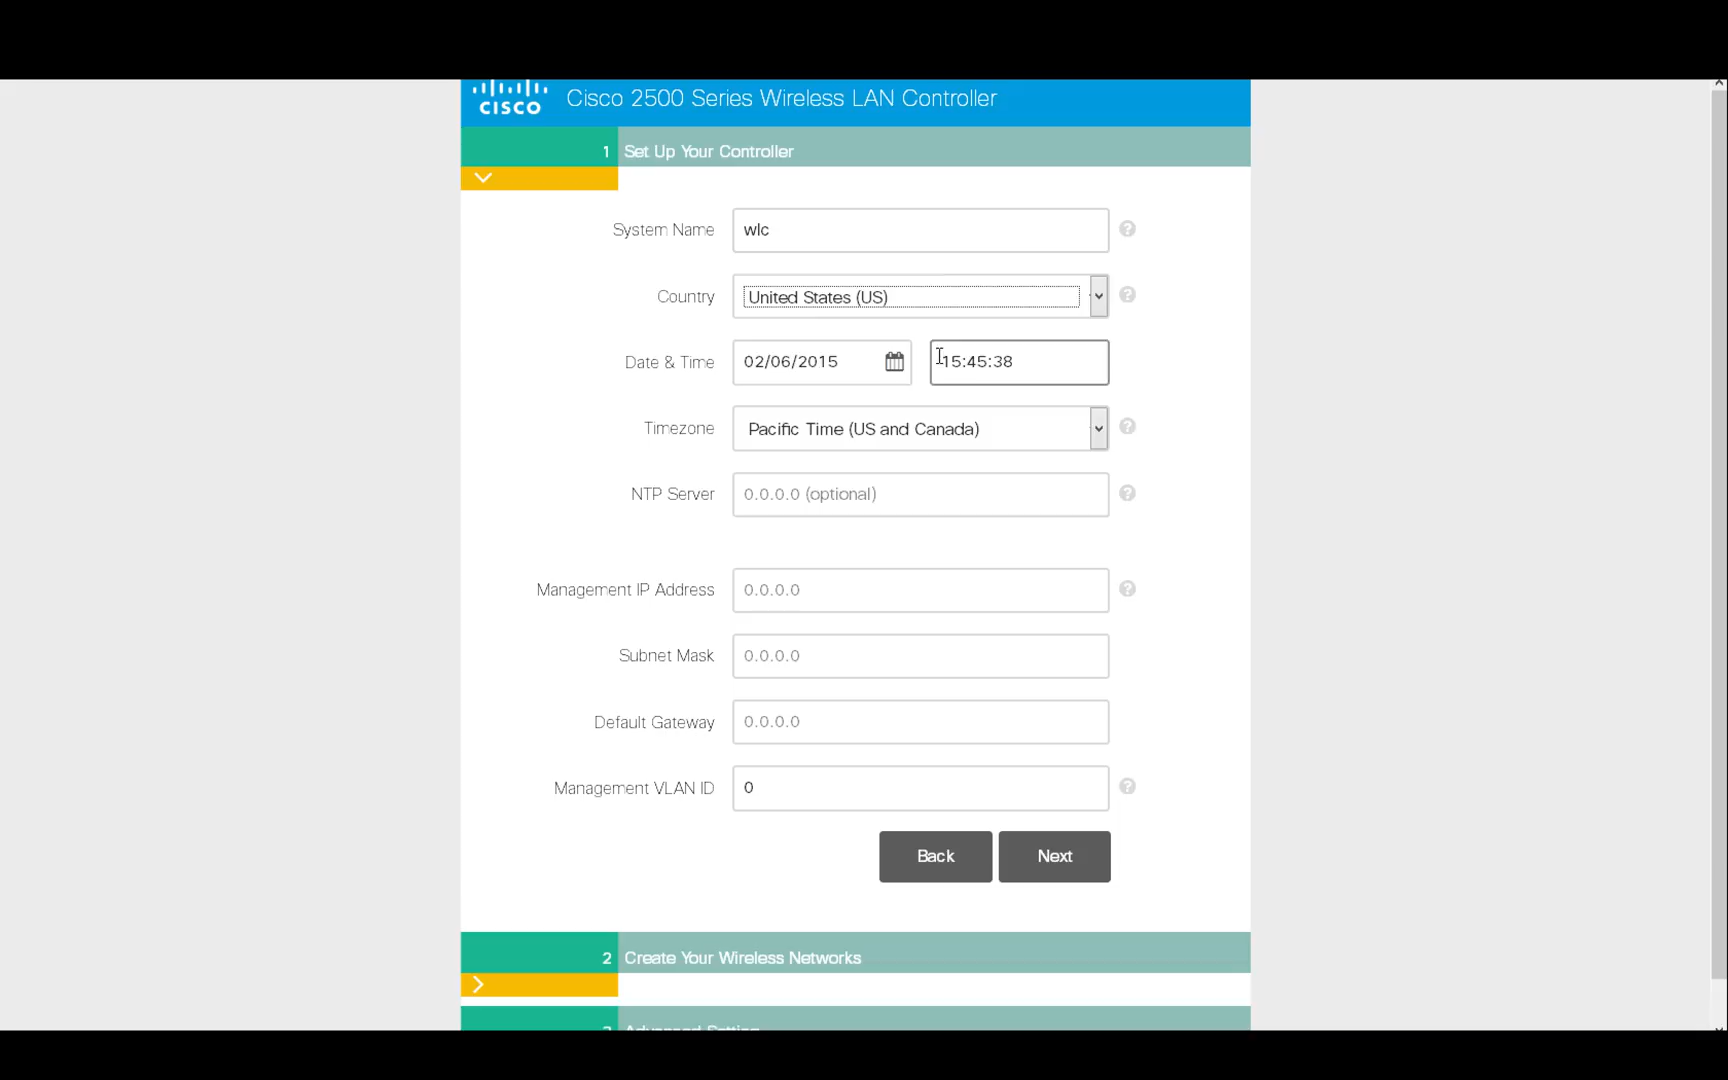 CISCO Cisco 2500 Series Wireless LAN Controller
1 Set Up Your Controller
System Name wlc ?
Country United States (US) ?
Date & Time 02/06/2015 15:45:38
Timezone Pacific Time (US and Canada) ?
NTP Server 0.0.0.0 (optional) ?
Management IP Address 0.0.0.0 ?
Subnet Mask 0.0.0.0
Default Gateway 0.0.0.0
Management VLAN ID 0 ?
Back Next
2 Create Your Wireless Networks
3 Advanced Setting